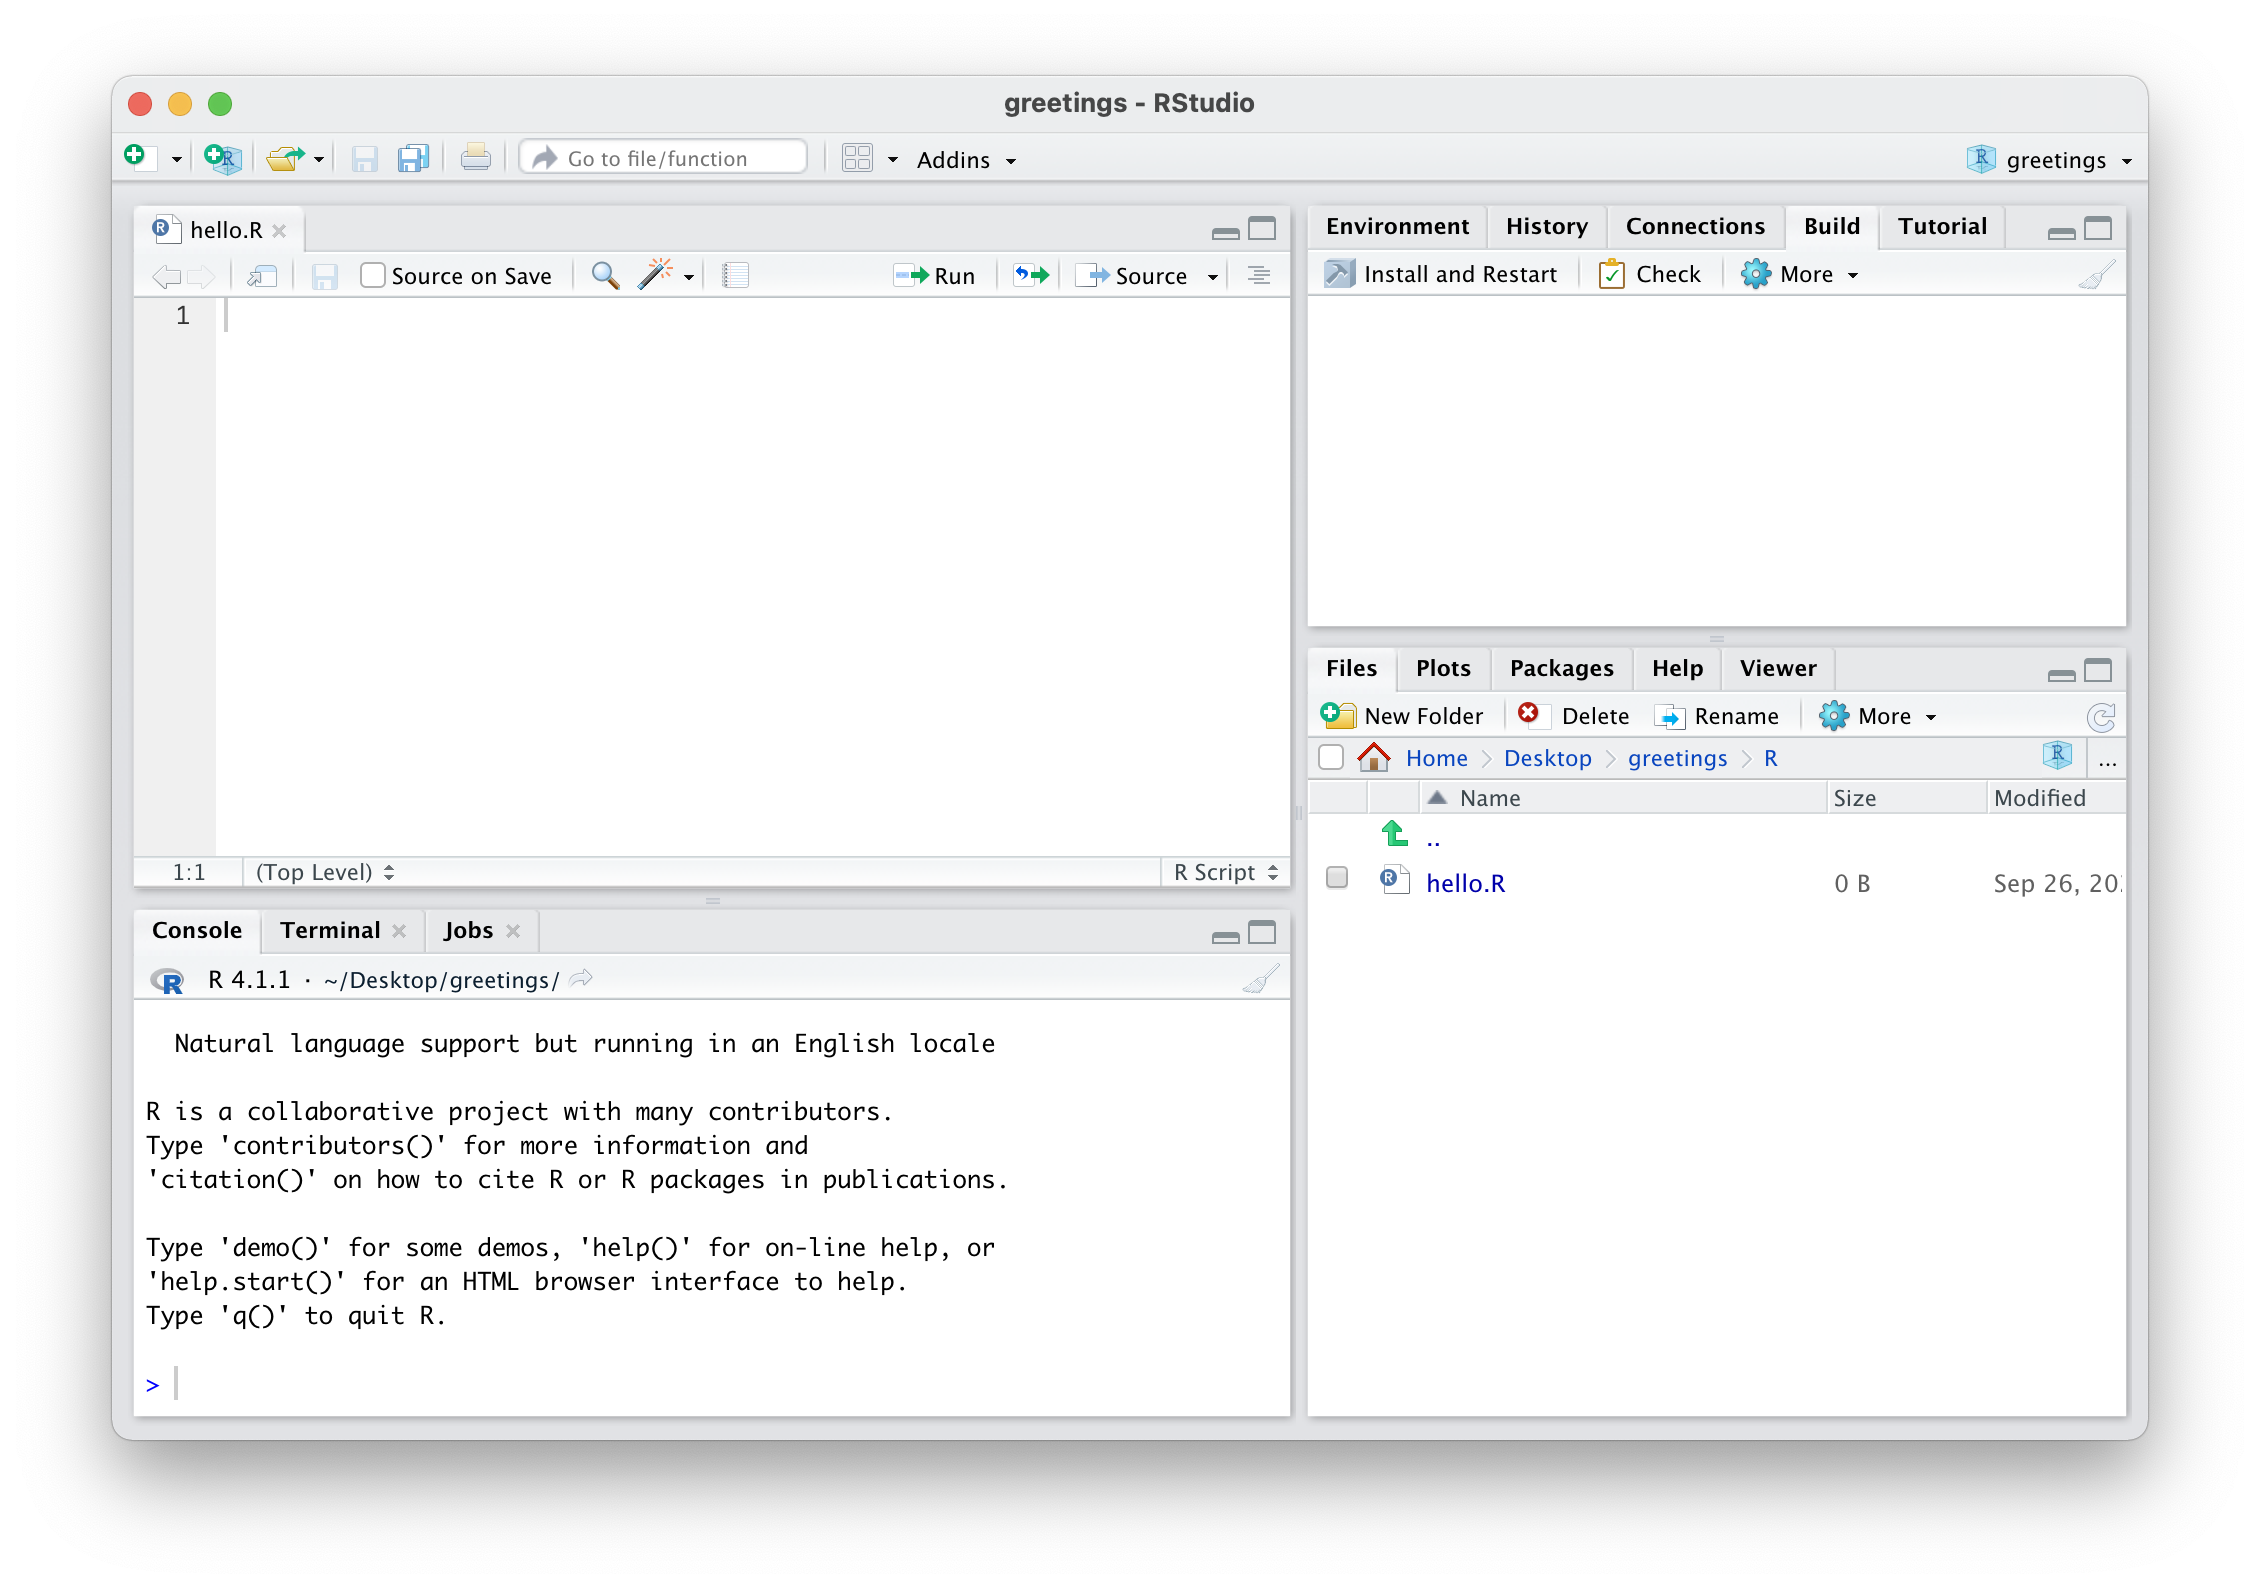 greetings - RStudio
Go to file/function
Addins
greetings
hello.R
Source on Save
Run
Source
1
1:1
(Top Level)
R Script
Console
Terminal
Jobs
R 4.1.1 · ~/Desktop/greetings/
Natural language support but running in an English locale
R is a collaborative project with many contributors.
Type 'contributors()' for more information and
'citation()' on how to cite R or R packages in publications.
Type 'demo()' for some demos, 'help()' for on-line help, or
'help.start()' for an HTML browser interface to help.
Type 'q()' to quit R.
>
Environment
History
Connections
Build
Tutorial
Install and Restart
Check
More
Files
Plots
Packages
Help
Viewer
New Folder
Delete
Rename
More
Home
Desktop
greetings
R
...
Name
Size
Modified
..
hello.R
0 B
Sep 26,